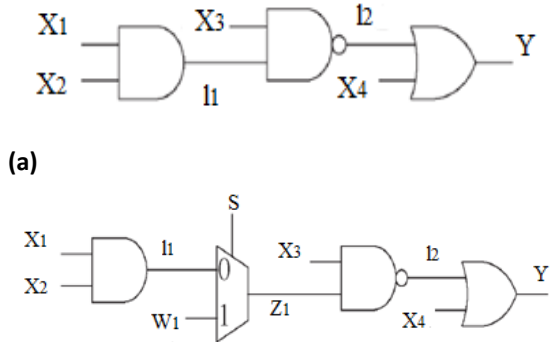 X1 X3 l2 Y
X2 l1 X4
(a)
S
X1 l1 0 X3 l2 Y
X2 W1 1 Z1 X4